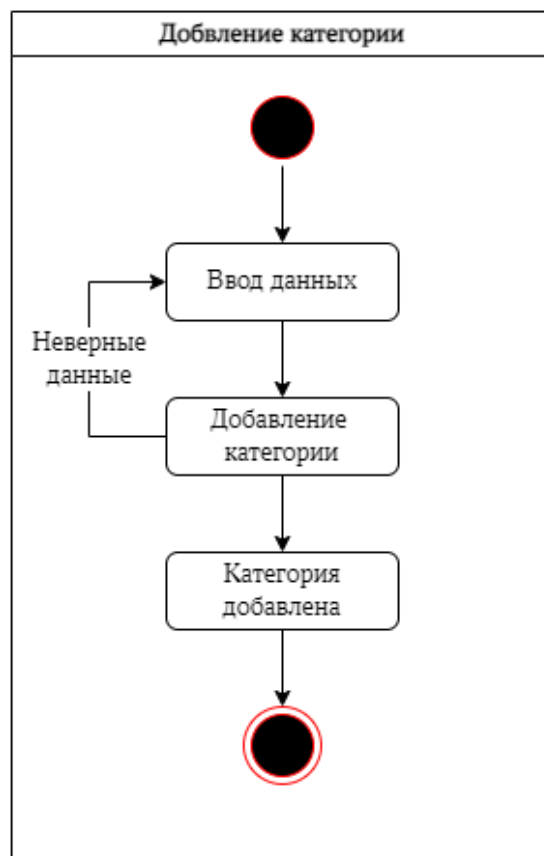 Добвление категории
Ввод данных
Неверные
данные
Добавление
категории
Категория
добавлена